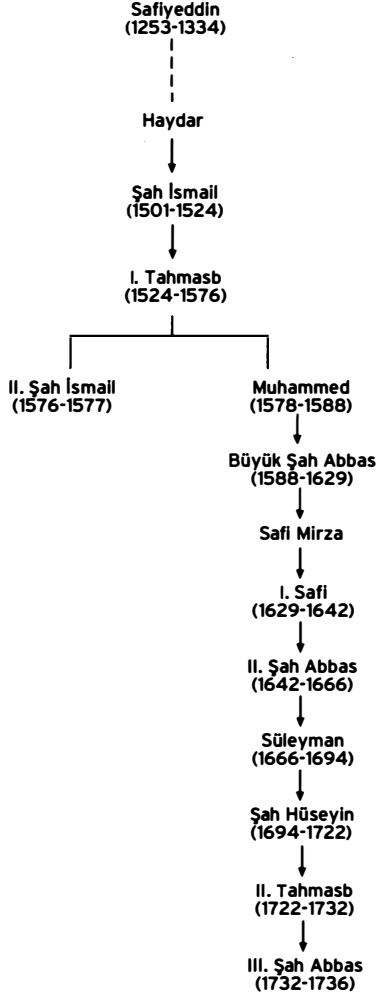 Safiyeddin
(1253-1334)
Haydar
Şah İsmail
(1501-1524)
I. Tahmasb
(1524-1576)
II. Şah İsmail
(1576-1577)
Muhammed
(1578-1588)
Büyük Şah Abbas
(1588-1629)
Safi Mirza
I. Safi
(1629-1642)
II. Şah Abbas
(1642-1666)
Süleyman
(1666-1694)
Şah Hüseyin
(1694-1722)
II. Tahmasb
(1722-1732)
III. Şah Abbas
(1732-1736)